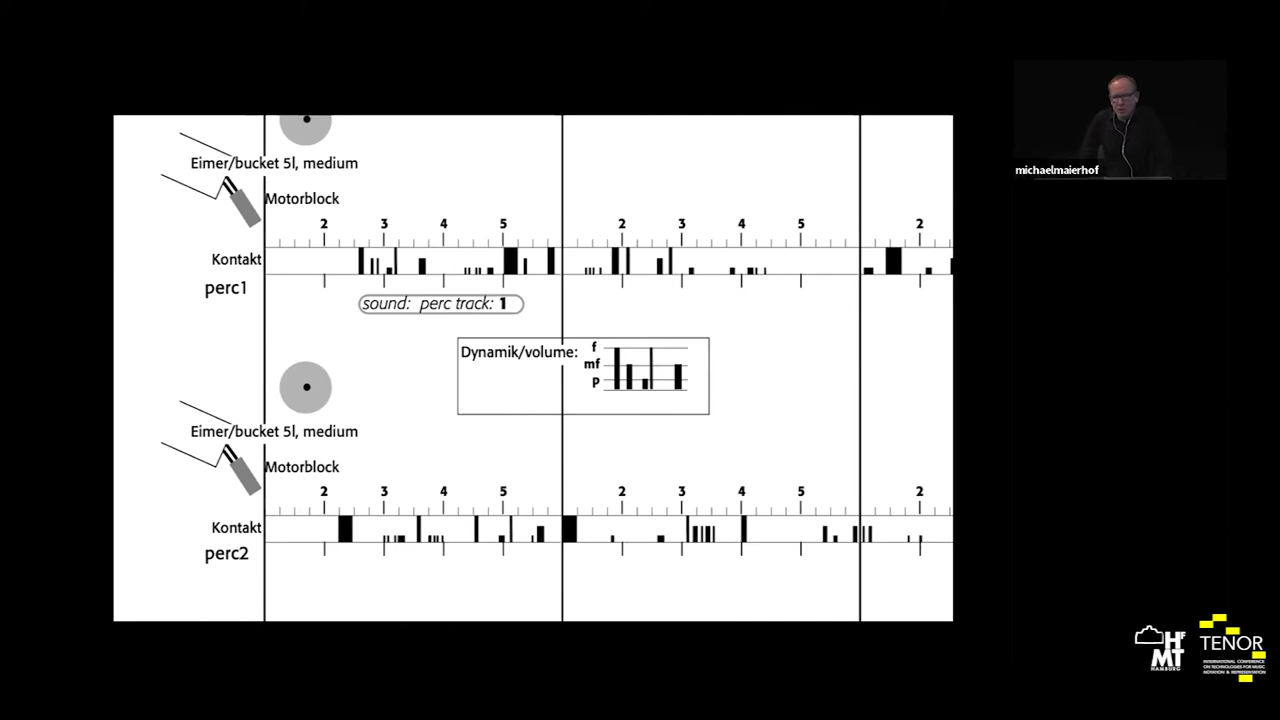 Eimer/bucket 5l, medium
Motorblock
2 3 4 5 2 3 4 5 2
Kontakt
perc1
sound: perc track: 1
Dynamik/volume:
f
mf
p
Eimer/bucket 5l, medium
Motorblock
2 3 4 5 2 3 4 5 2
Kontakt
perc2
michaelmaierhof
HfMT
HAMBURG
TENOR
INTERNATIONAL CONFERENCE
ON TECHNOLOGIES FOR MUSIC
NOTATION & REPRESENTATION